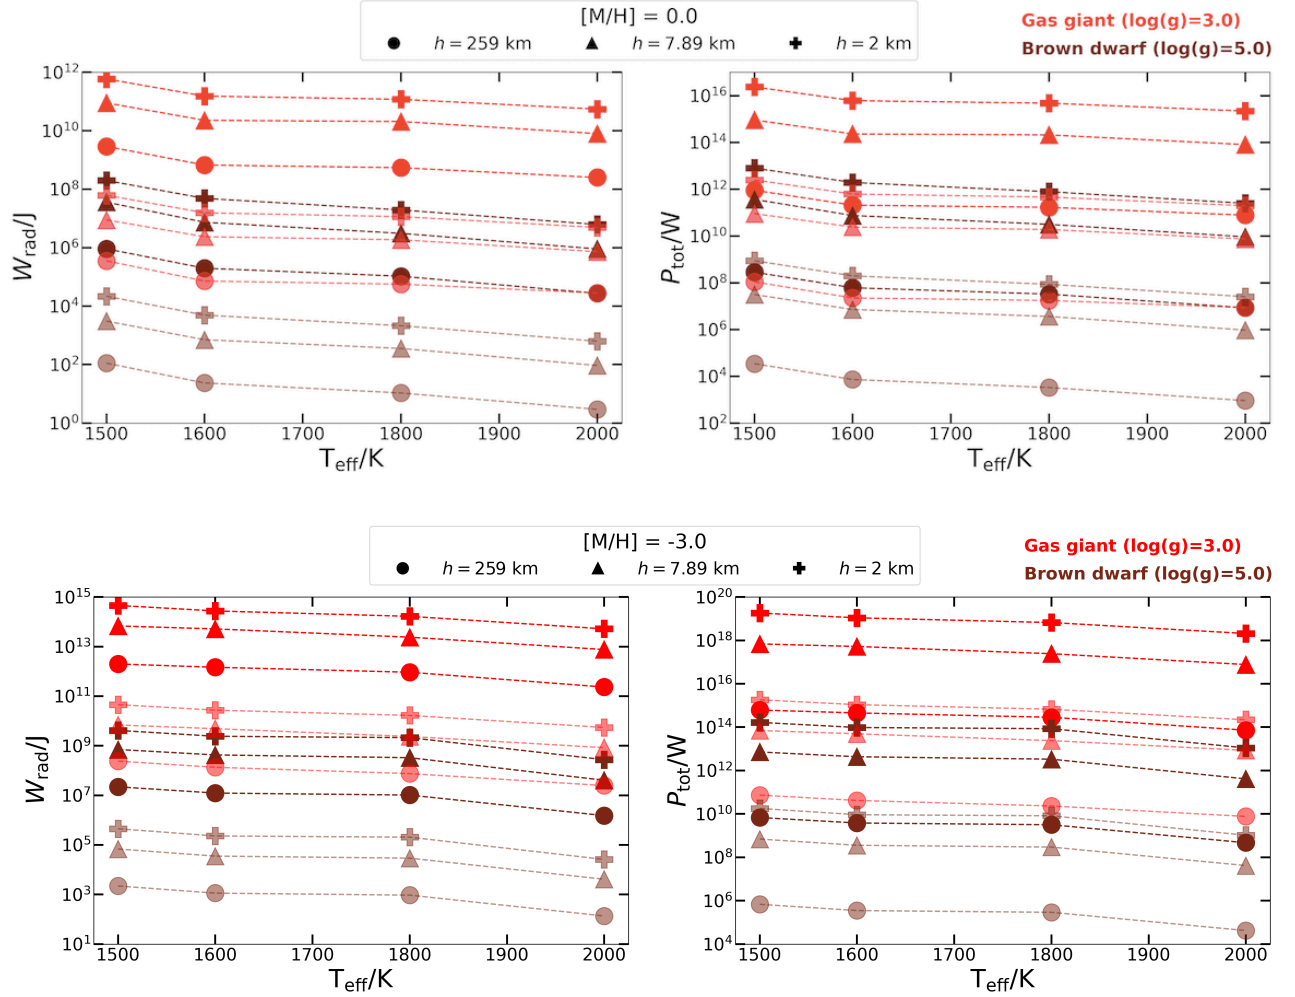 [M/H] = 0.0
h = 259 km h = 7.89 km h = 2 km
Gas giant (log(g)=3.0)
Brown dwarf (log(g)=5.0)
10^12
10^10
10^8
10^6
10^4
10^2
10^0
W_rad/J
1500 1600 1700 1800 1900 2000
T_eff/K
10^16
10^14
10^12
10^10
10^8
10^6
10^4
10^2
P_tot/W
1500 1600 1700 1800 1900 2000
T_eff/K
[M/H] = -3.0
h = 259 km h = 7.89 km h = 2 km
Gas giant (log(g)=3.0)
Brown dwarf (log(g)=5.0)
10^15
10^13
10^11
10^9
10^7
10^5
10^3
10^1
W_rad/J
1500 1600 1700 1800 1900 2000
T_eff/K
10^20
10^18
10^16
10^14
10^12
10^10
10^8
10^6
10^4
P_tot/W
1500 1600 1700 1800 1900 2000
T_eff/K